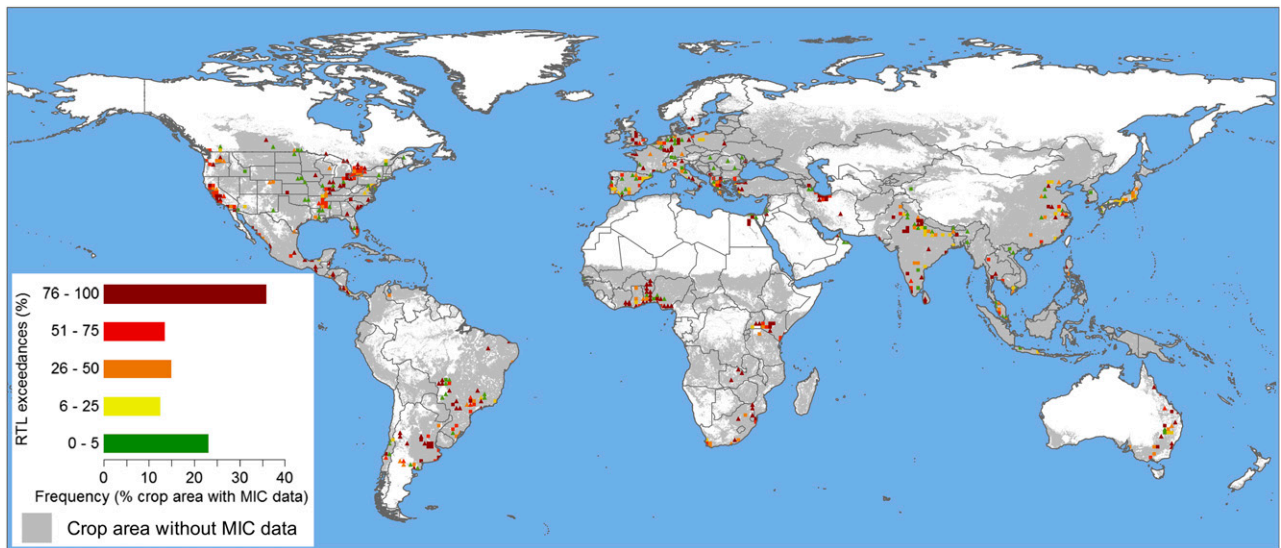 RTL exceedances (%)
76 - 100
51 - 75
26 - 50
6 - 25
0 - 5
0 10 20 30 40
Frequency (% crop area with MIC data)
Crop area without MIC data